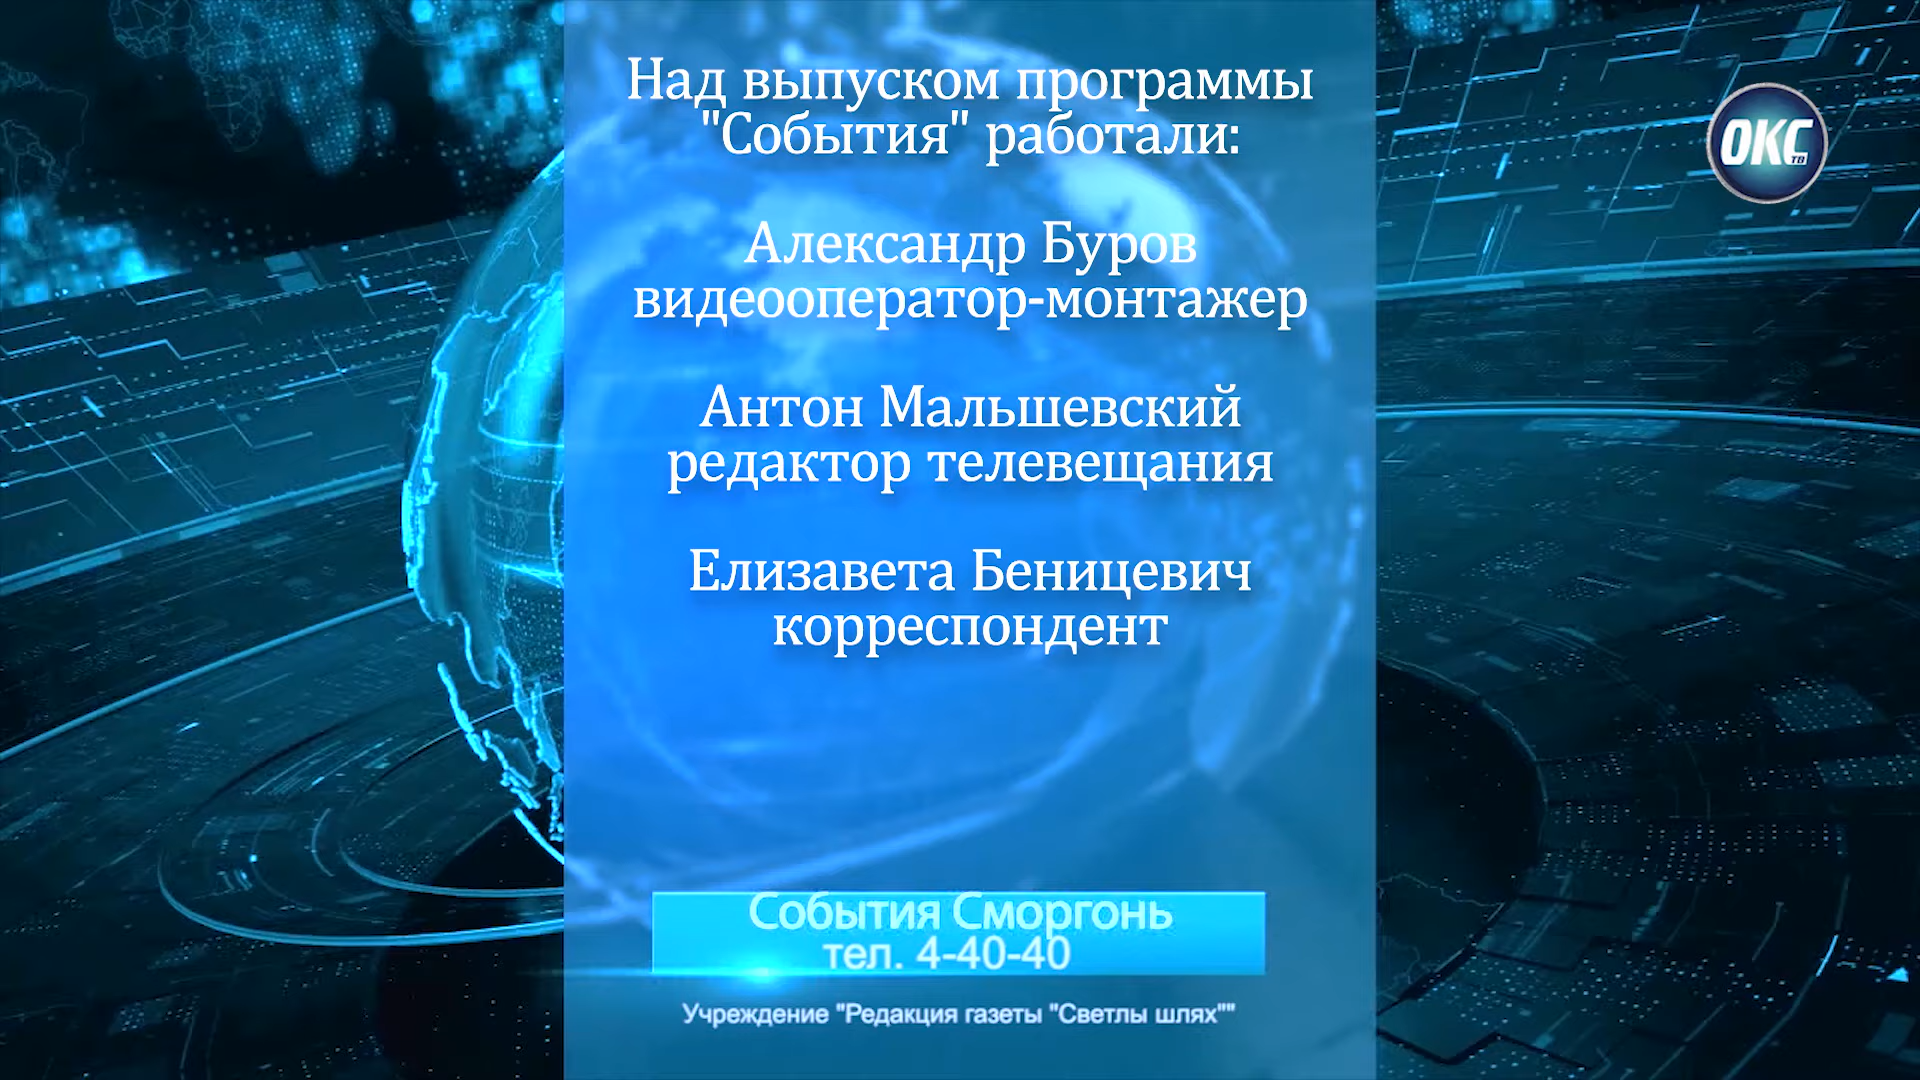 Над выпуском программы
"События" работали:
ОКС
ТВ
Александр Буров
видеооператор-монтажер
Антон Мальшевский
редактор телевещания
Елизавета Беницевич
корреспондент
События Сморгонь
тел. 4-40-40
Учреждение "Редакция газеты "Светлы шлях""